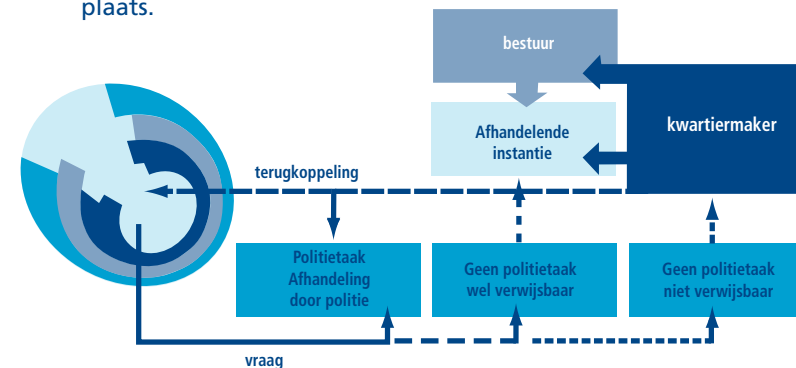 plaats.
bestuur
kwartiermaker
Afhandelende
instantie
terugkoppeling
Politietaak
Afhandeling
door politie
Geen politietaak
wel verwijsbaar
Geen politietaak
niet verwijsbaar
vraag